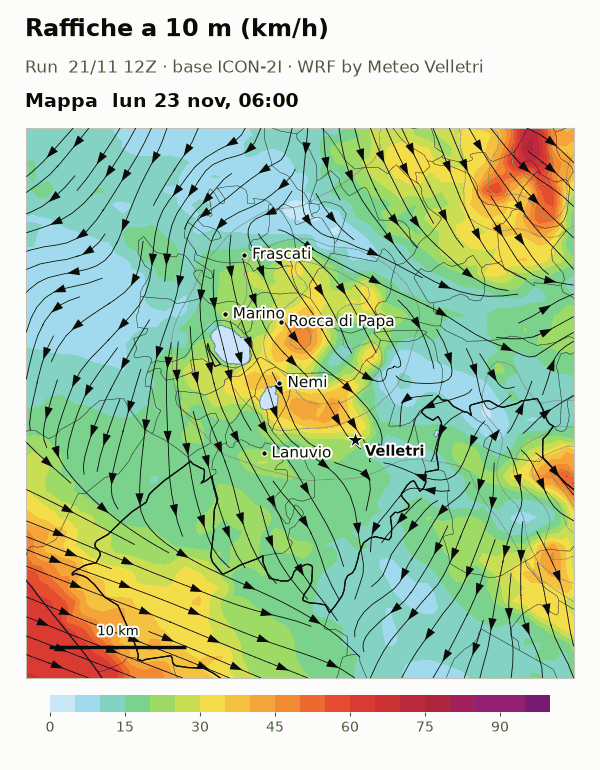 Raffiche a 10 m (km/h)
Run  21/11 12Z · base ICON-2I · WRF by Meteo Velletri
Mappa  lun 23 nov, 06:00
Frascati
Marino
Rocca di Papa
Nemi
Velletri
Lanuvio
10 km
0 15 30 45 60 75 90